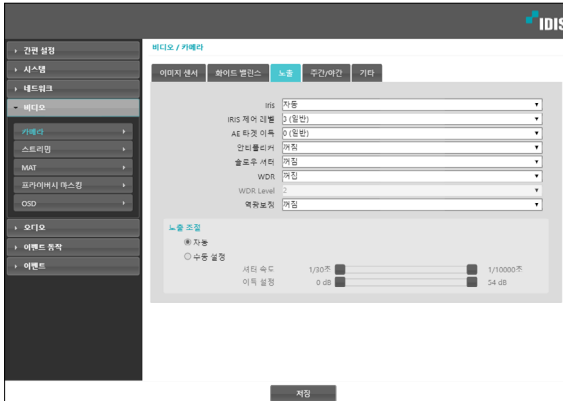 IDIS
간편 설정
시스템
네트워크
비디오
카메라
스트리밍
MAT
프라이버시 마스킹
OSD
오디오
이벤트 동작
이벤트
비디오 / 카메라
이미지 센서 화이트 밸런스 노출 주간/야간 기타
Iris 자동
IRIS 제어 레벨 3 (일반)
AE 타겟 이득 0 (일반)
안티플리커 꺼짐
슬로우 셔터 꺼짐
WDR 꺼짐
WDR Level 2
역광보정 꺼짐
노출 조절
자동
수동 설정
셔터 속도 1/30초 1/10000초
이득 설정 0 dB 54 dB
저장